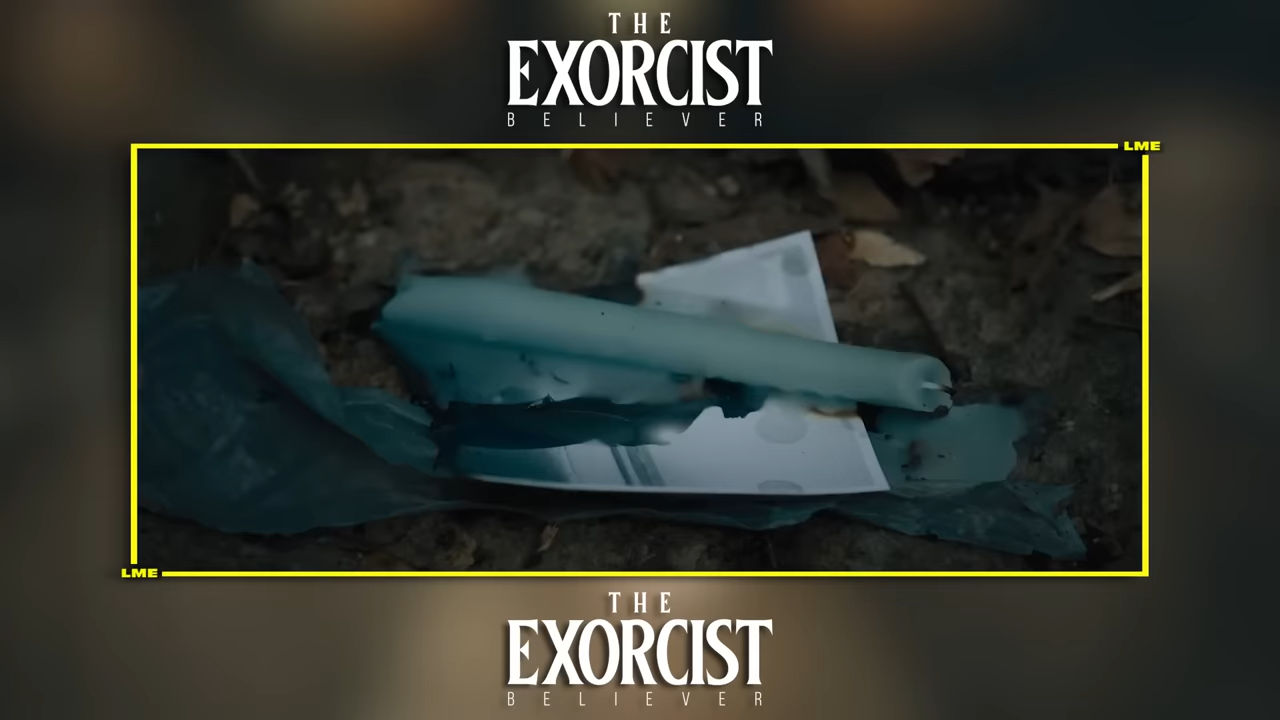 THE
EXORCIST
BELIEVER
LME
LME
THE
EXORCIST
BELIEVER